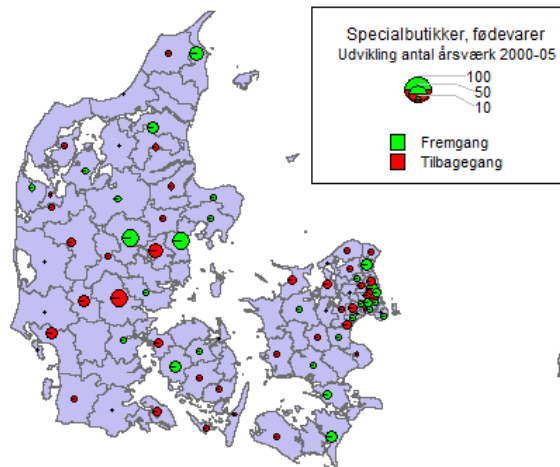 Specialbutikker, fødevarer
Udvikling antal årsværk 2000-05
100
50
10
Fremgang
Tilbagegang